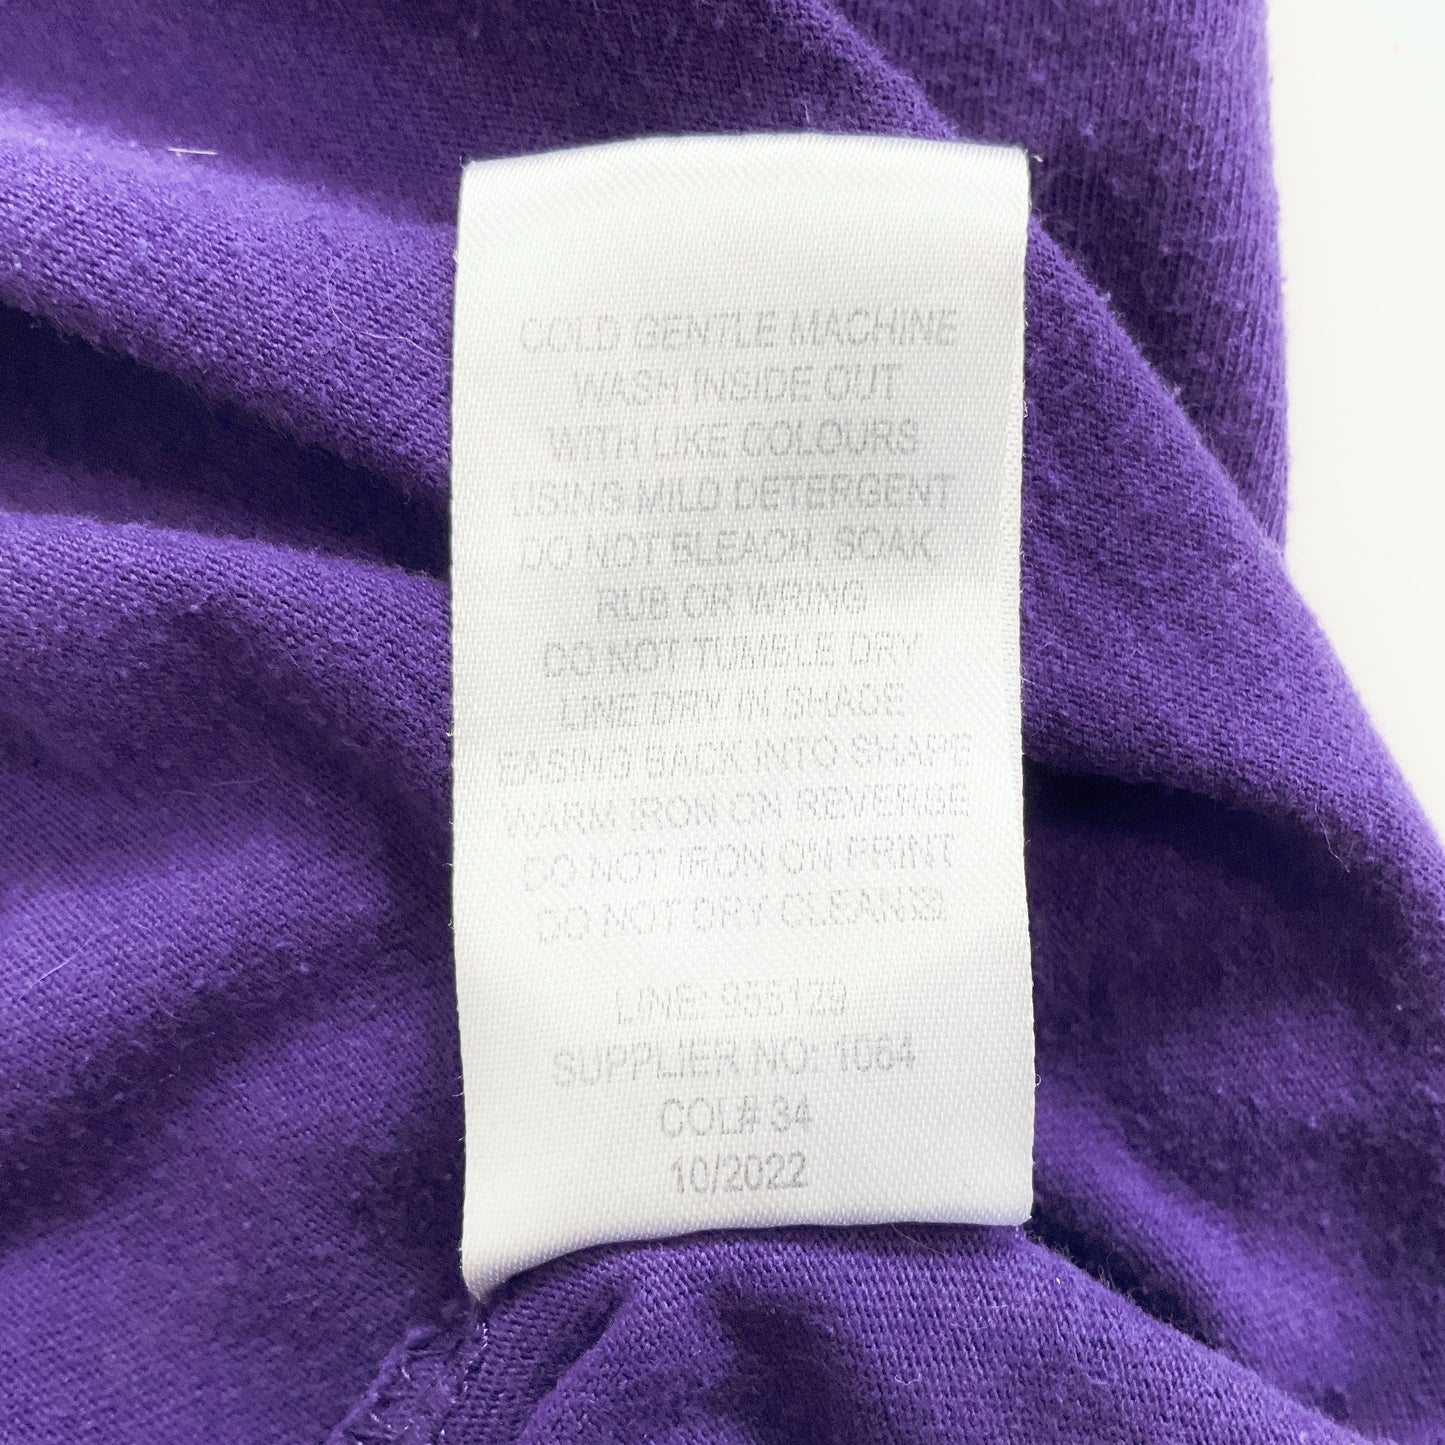 COLD GENTLE MACHINE
WASH INSIDE OUT
WITH LIKE COLOURS
USING MILD DETERGENT
DO NOT BLEACH, SOAK
RUB OR WRING
DO NOT TUMBLE DRY
LINE DRY IN SHADE
EASING BACK INTO SHAPE
WARM IRON ON REVERSE
DO NOT IRON ON PRINT
DO NOT DRY CLEAN
LINE:
SUPPLIER NO: 1064
COL# 34
10/2022